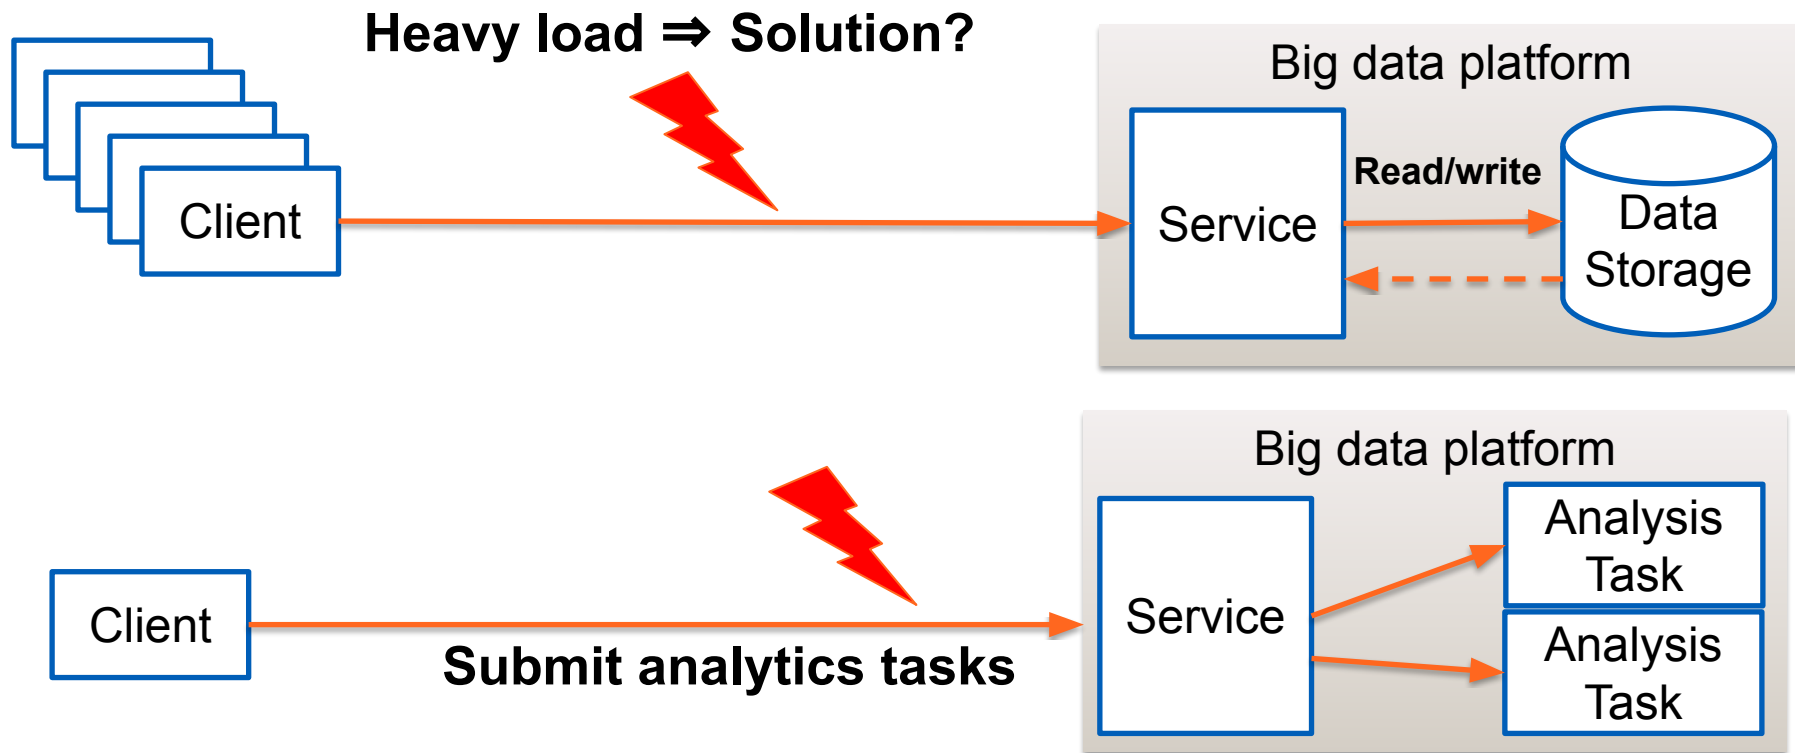 Heavy load ⇒ Solution?
Big data platform
Client
Service
Read/write
Data
Storage
Big data platform
Client
Submit analytics tasks
Service
Analysis
Task
Analysis
Task